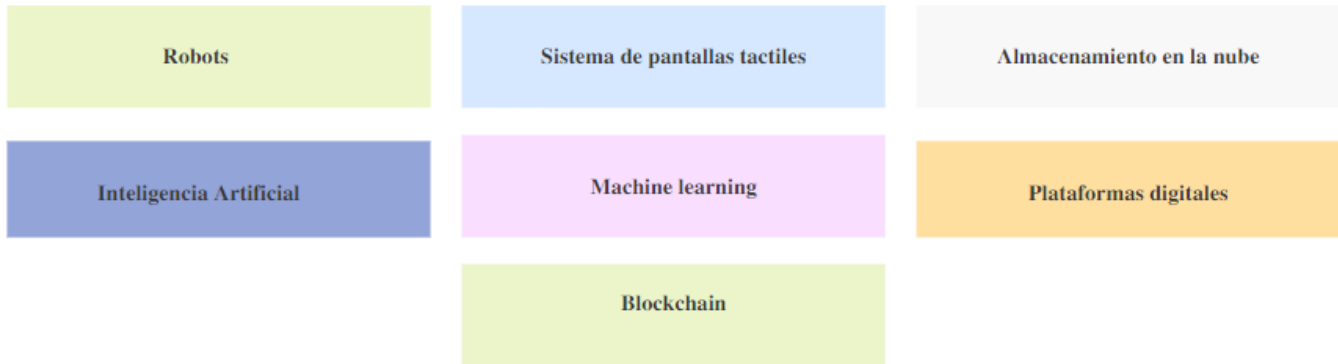 Robots
Sistema de pantallas tactiles
Almacenamiento en la nube
Inteligencia Artificial
Machine learning
Plataformas digitales
Blockchain